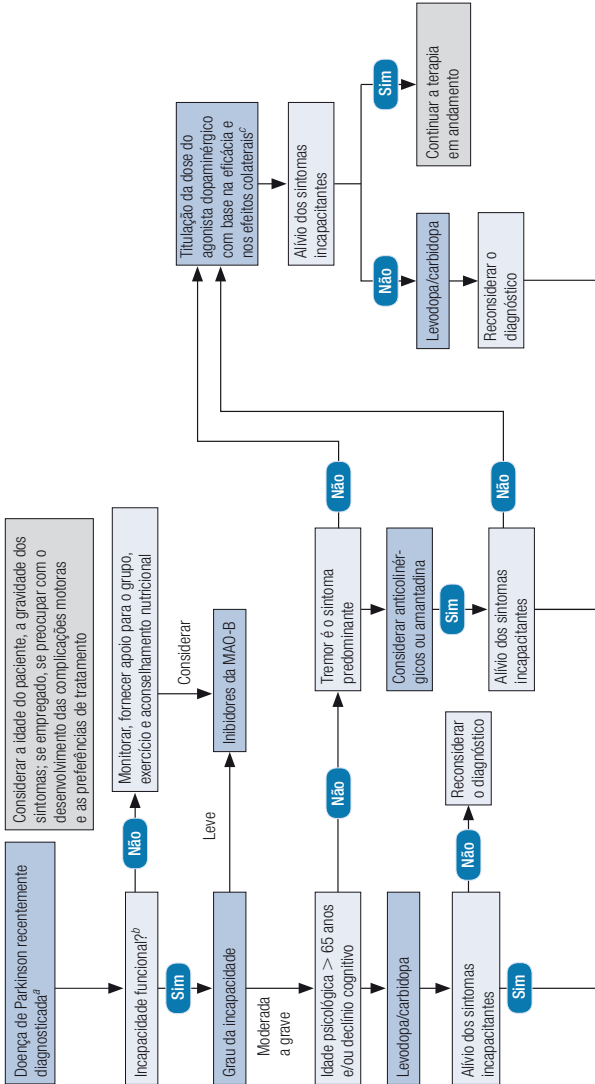 Doença de Parkinson recentemente
diagnosticada^a
Considerar a idade do paciente, a gravidade dos
sintomas; se empregado, se preocupar com o
desenvolvimento das complicações motoras
e as preferências de tratamento
Incapacidade funcional?^b
Não
Monitorar, fornecer apoio para o grupo,
exercício e aconselhamento nutricional
Sim
Considerar
Grau da incapacidade
Leve
Inibidores da MAO-B
Moderada
a grave
Idade psicológica > 65 anos
e/ou declínio cognitivo
Não
Tremor é o sintoma
predominante
Não
Titulação da dose do
agonista dopaminérgico
com base na eficácia e
nos efeitos colaterais^c
Levodopa/carbidopa
Considerar anticolinér-
gicos ou amantadina
Sim
Alívio dos sintomas
incapacitantes
Não
Reconsiderar
o diagnóstico
Sim
Alívio dos sintomas
incapacitantes
Não
Alívio dos sintomas
incapacitantes
Não
Sim
Levodopa/carbidopa
Continuar a terapia
em andamento
Reconsiderar o
diagnóstico